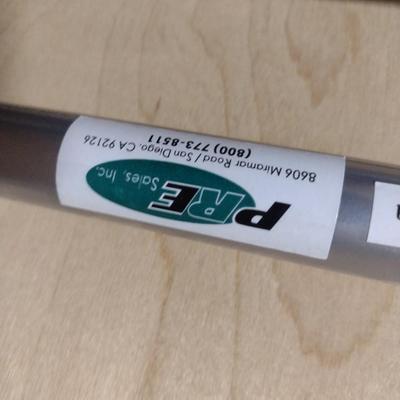 PRE
Sales, Inc.
8606 Miramar Road / San Diego, CA 92126
(800) 773-8511